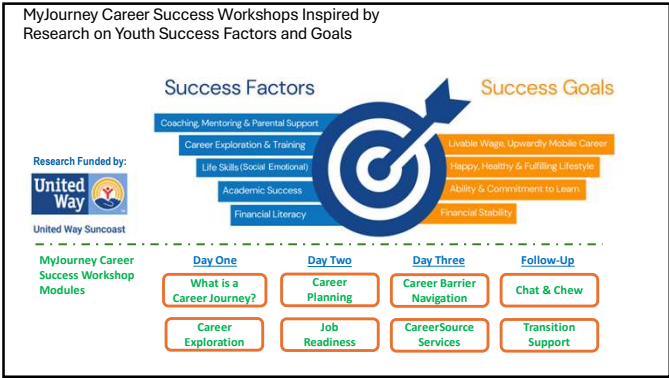 MyJourney Career Success Workshops Inspired by
Research on Youth Success Factors and Goals
Success Factors
Success Goals
Coaching, Mentoring & Parental Support
Career Exploration & Training
Life Skills (Social Emotional)
Academic Success
Financial Literacy
Livable Wage, Upwardly Mobile Career
Happy, Healthy & Fulfilling Lifestyle
Ability & Commitment to Learn
Financial Stability
Research Funded by:
United
Way
United Way Suncoast
MyJourney Career
Success Workshop
Modules
Day One
Day Two
Day Three
Follow-Up
What is a
Career Journey?
Career
Planning
Career Barrier
Navigation
Chat & Chew
Career
Exploration
Job
Readiness
CareerSource
Services
Transition
Support